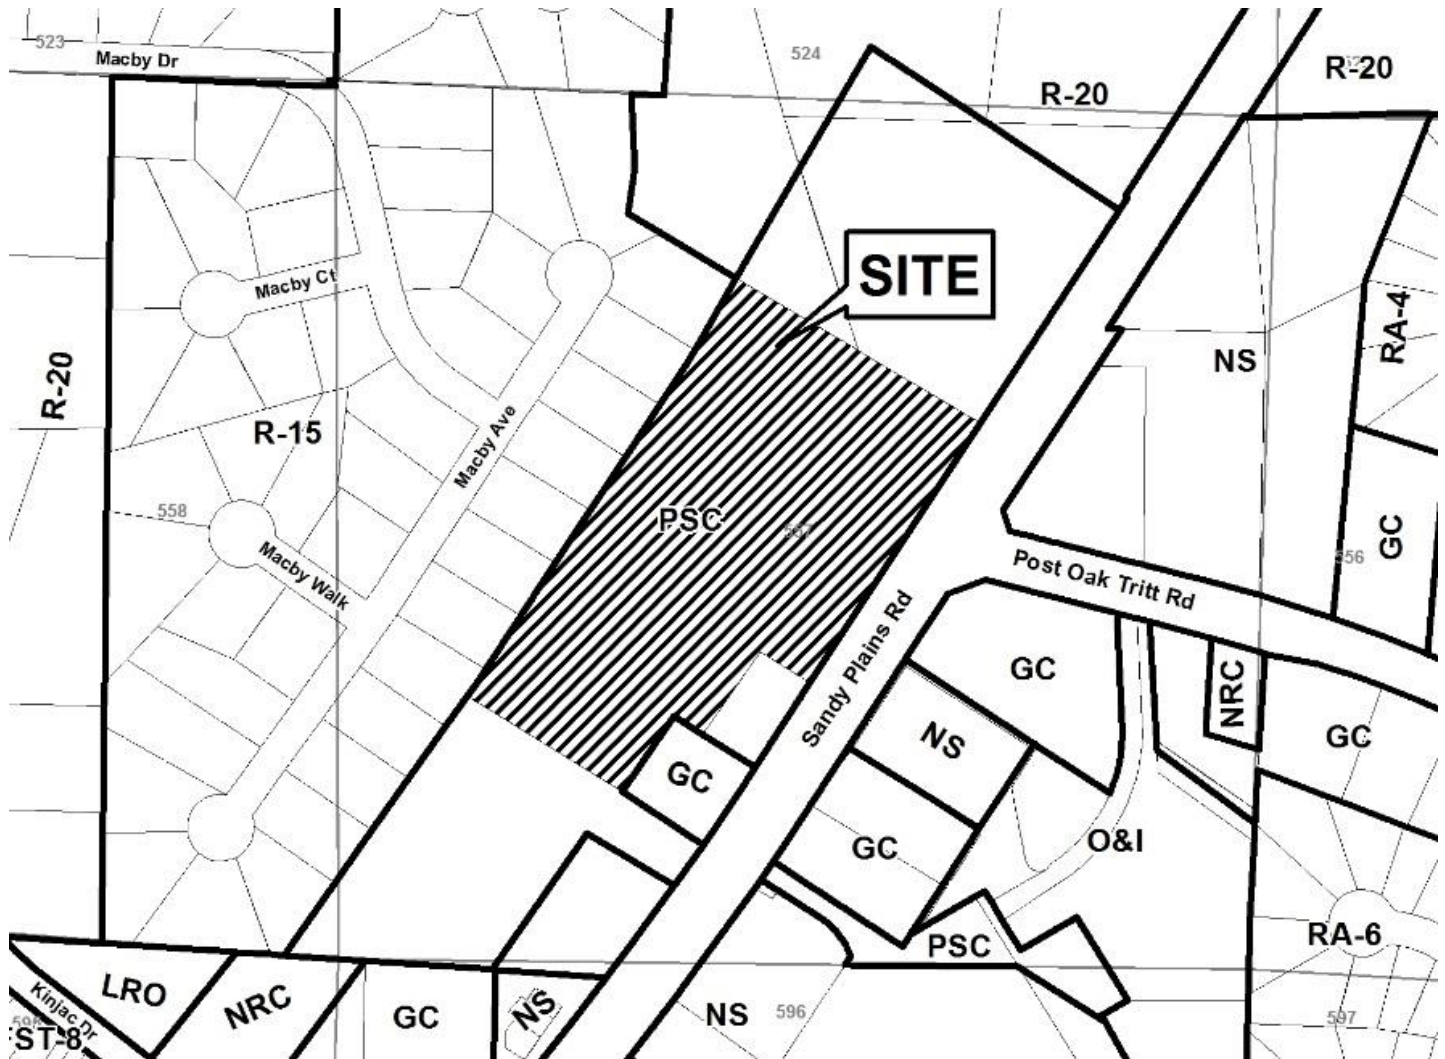 523
Macby Dr
524
R-20
R-20
SITE
Macby Ct
RA-4
NS
R-20
R-15
Macby Ave
558
PSC
557
GC
556
Macby Walk
Post Oak Tritt Rd
Sandy Plains Rd
GC
NRC
NS
GC
GC
GC
O&I
RA-6
PSC
LRO
NRC
Kinjac Dr
NS
GC
NS
596
597
ST-8